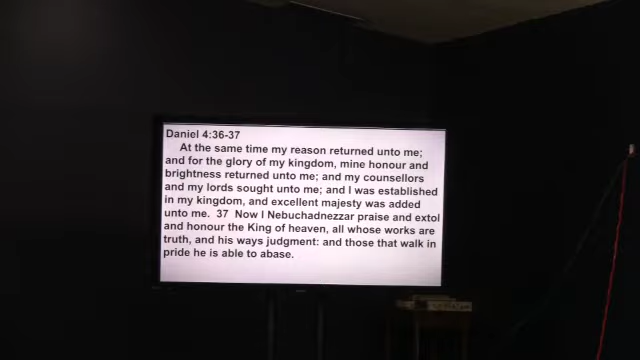 Daniel 4:36-37
At the same time my reason returned unto me;
and for the glory of my kingdom, mine honour and
brightness returned unto me; and my counsellors
and my lords sought unto me; and I was established
in my kingdom, and excellent majesty was added
unto me. 37 Now I Nebuchadnezzar praise and extol
and honour the King of heaven, all whose works are
truth, and his ways judgment: and those that walk in
pride he is able to abase.